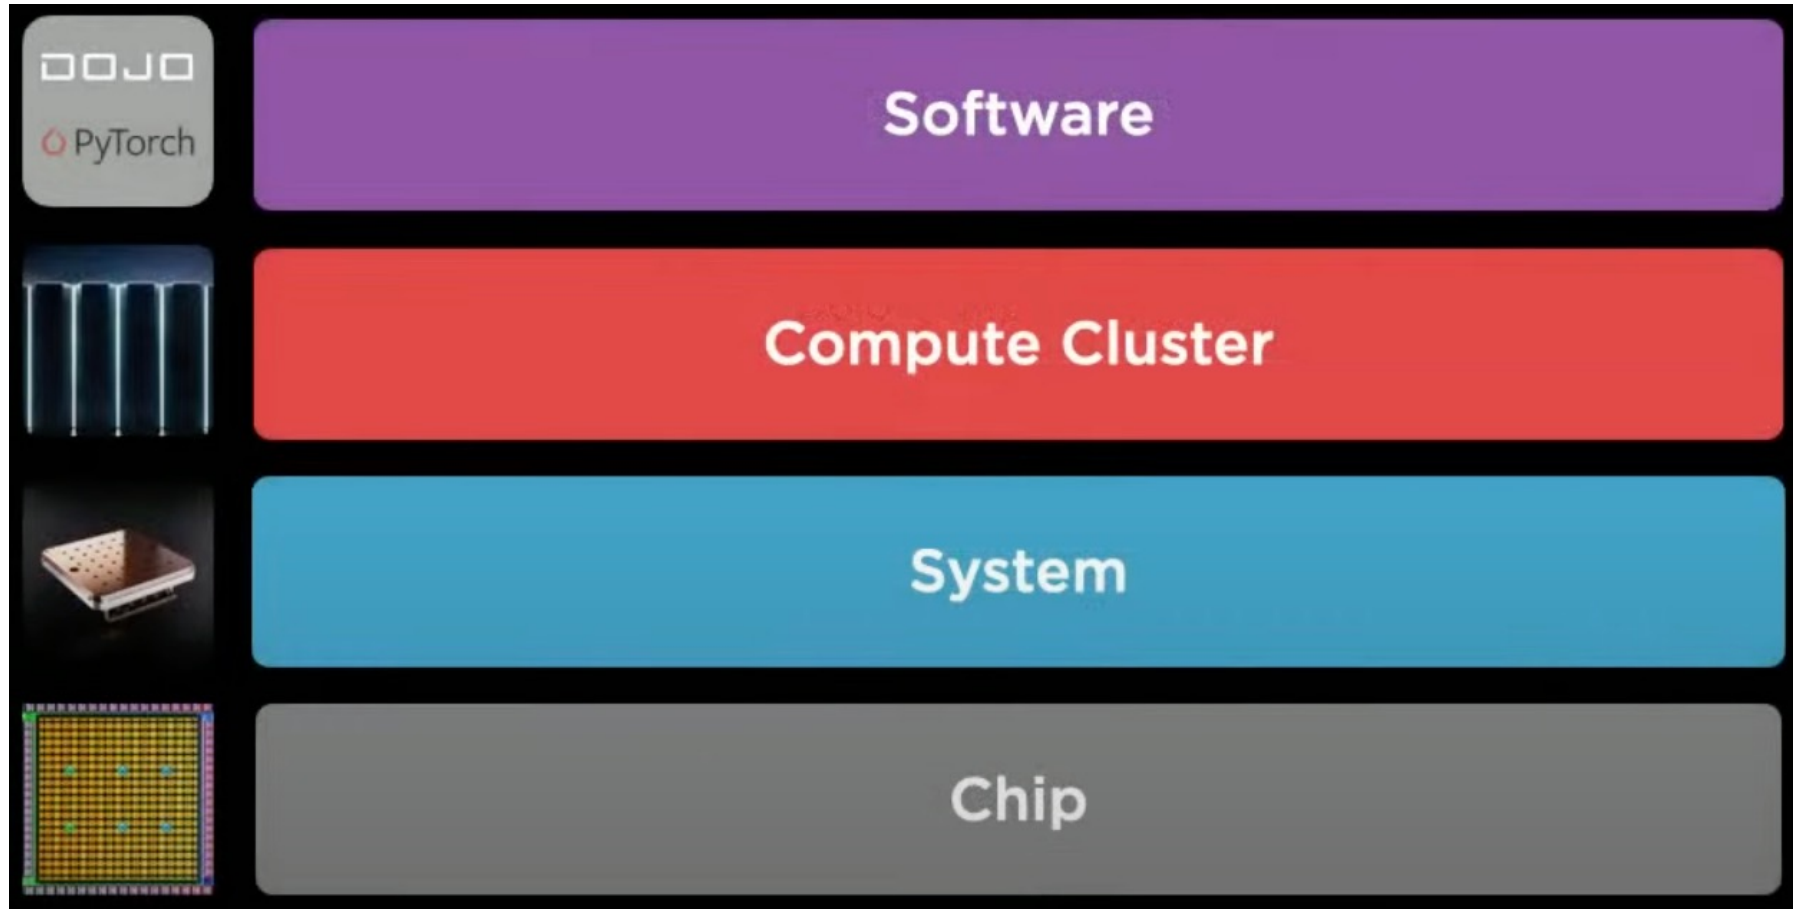 DOJO
PyTorch
Software
Compute Cluster
System
Chip